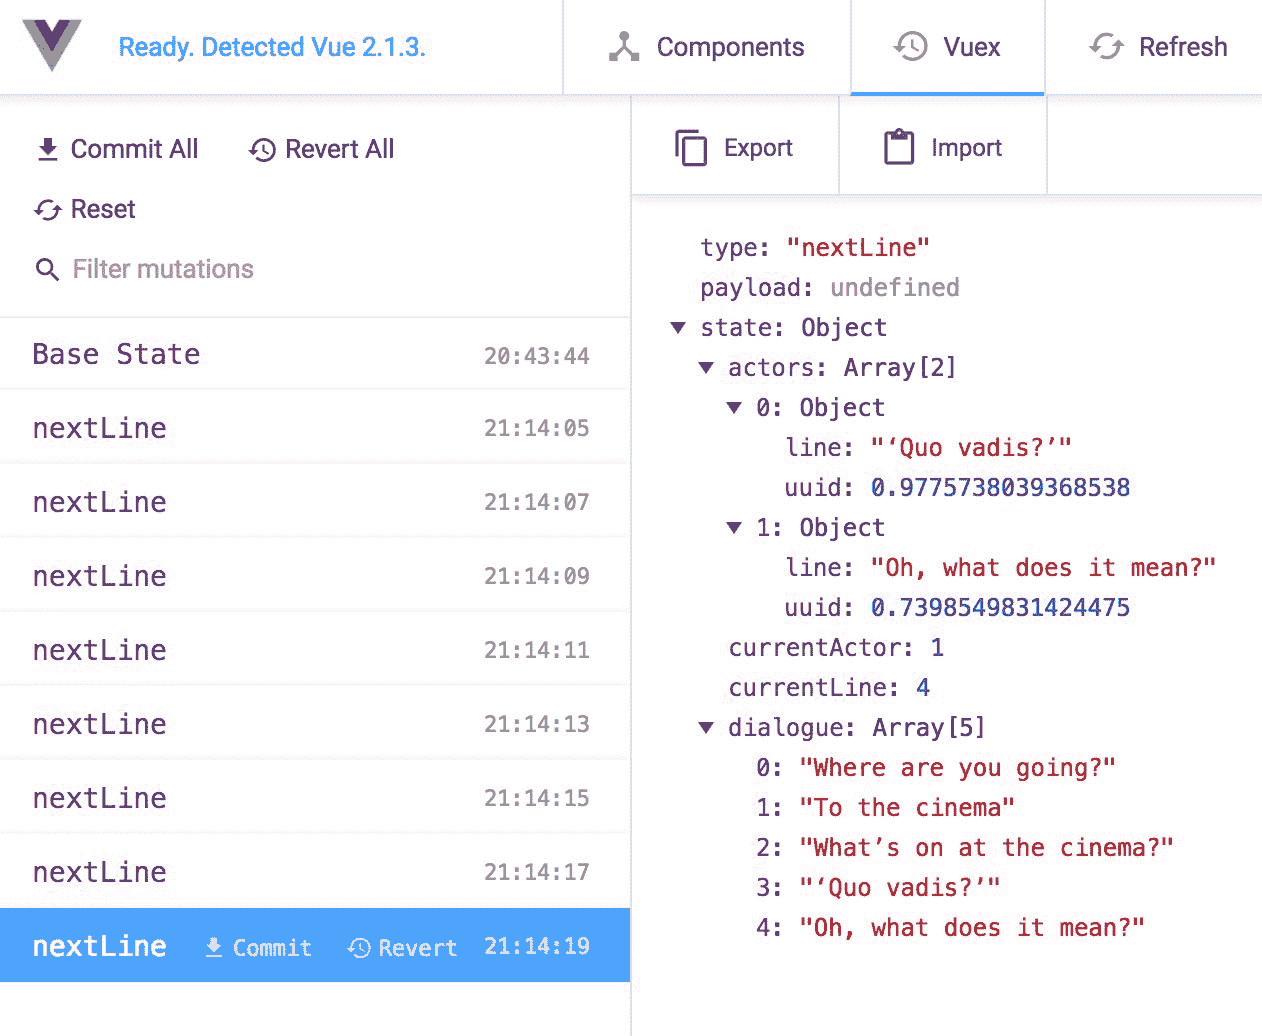 Ready. Detected Vue 2.1.3.
Components
Vuex
Refresh
Commit All
Revert All
Reset
Filter mutations
Base State 20:43:44
nextLine 21:14:05
nextLine 21:14:07
nextLine 21:14:09
nextLine 21:14:11
nextLine 21:14:13
nextLine 21:14:15
nextLine 21:14:17
nextLine Commit Revert 21:14:19
Export
Import
type: "nextLine"
payload: undefined
state: Object
actors: Array[2]
0: Object
line: "‘Quo vadis?’"
uuid: 0.9775738039368538
1: Object
line: "Oh, what does it mean?"
uuid: 0.7398549831424475
currentActor: 1
currentLine: 4
dialogue: Array[5]
0: "Where are you going?"
1: "To the cinema"
2: "What’s on at the cinema?"
3: "‘Quo vadis?’"
4: "Oh, what does it mean?"